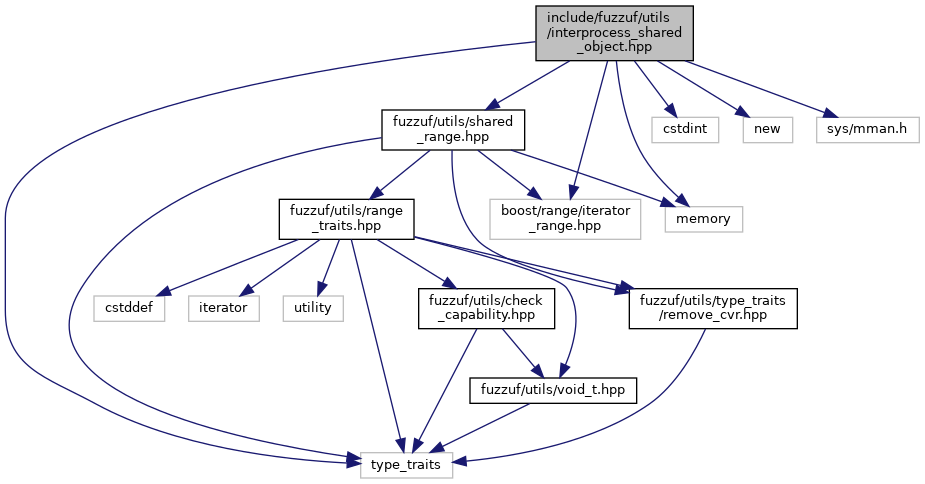 include/fuzzuf/utils
/interprocess_shared
_object.hpp
fuzzuf/utils/shared
_range.hpp
cstdint
new
sys/mman.h
fuzzuf/utils/range
_traits.hpp
boost/range/iterator
_range.hpp
memory
cstddef
iterator
utility
fuzzuf/utils/check
_capability.hpp
fuzzuf/utils/type_traits
/remove_cvr.hpp
fuzzuf/utils/void_t.hpp
type_traits